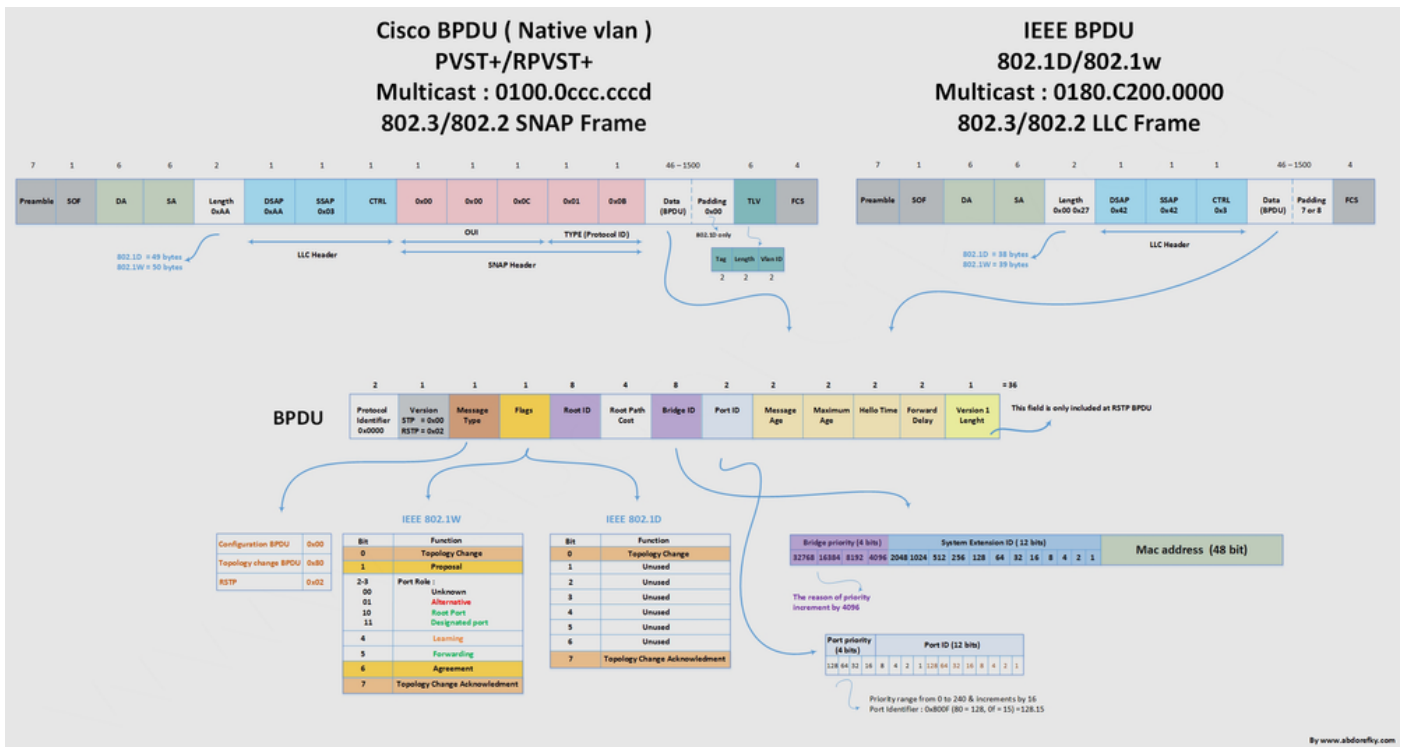 Cisco BPDU ( Native vlan )
PVST+/RPVST+
Multicast : 0100.0ccc.cccd
802.3/802.2 SNAP Frame
IEEE BPDU
802.1D/802.1w
Multicast : 0180.C200.0000
802.3/802.2 LLC Frame
7 1 6 6 2 1 1 1 1 1 1 1 1 46 – 1500 6 4
Preamble SOF DA SA Length 0xAA DSAP 0xAA SSAP 0x03 CTRL 0x00 0x00 0x0C 0x01 0x0B Data (BPDU) Padding 0x00 TLV FCS
802.1D only
OUI
TYPE (Protocol ID)
LLC Header
SNAP Header
802.1D = 49 bytes
802.1W = 50 bytes
Tag Length Vlan ID
2 2 2
7 1 6 6 2 1 1 1 46 – 1500 4
Preamble SOF DA SA Length 0x00 0x27 DSAP 0x42 SSAP 0x42 CTRL 0x3 Data (BPDU) Padding 7 or 8 FCS
LLC Header
802.1D = 38 bytes
802.1W = 39 bytes
2 1 1 1 8 4 8 2 2 2 2 2 1 = 36
BPDU
Protocol Identifier 0x0000
Version STP = 0x00 RSTP = 0x02
Message Type
Flags
Root ID
Root Path Cost
Bridge ID
Port ID
Message Age
Maximum Age
Hello Time
Forward Delay
Version 1 Lenght
This field is only included at RSTP BPDU
Configuration BPDU 0x00
Topology change BPDU 0x80
RSTP 0x02
IEEE 802.1W
Bit Function
0 Topology Change
1 Proposal
2-3 Port Role :
00 Unknown
01 Alternative
10 Root Port
11 Designated port
4 Learning
5 Forwarding
6 Agreement
7 Topology Change Acknowledment
IEEE 802.1D
Bit Function
0 Topology Change
1 Unused
2 Unused
3 Unused
4 Unused
5 Unused
6 Unused
7 Topology Change Acknowledment
Bridge priority (4 bits) System Extension ID ( 12 bits) Mac address (48 bit)
32768 16384 8192 4096 2048 1024 512 256 128 64 32 16 8 4 2 1
The reason of priority
increment by 4096
Port priority (4 bits) Port ID (12 bits)
128 64 32 16 8 4 2 1 128 64 32 16 8 4 2 1
Priority range from 0 to 240 & increments by 16
Port Identifier : 0x800F (80 = 128, 0f = 15) =128.15
By www.abdorefky.com